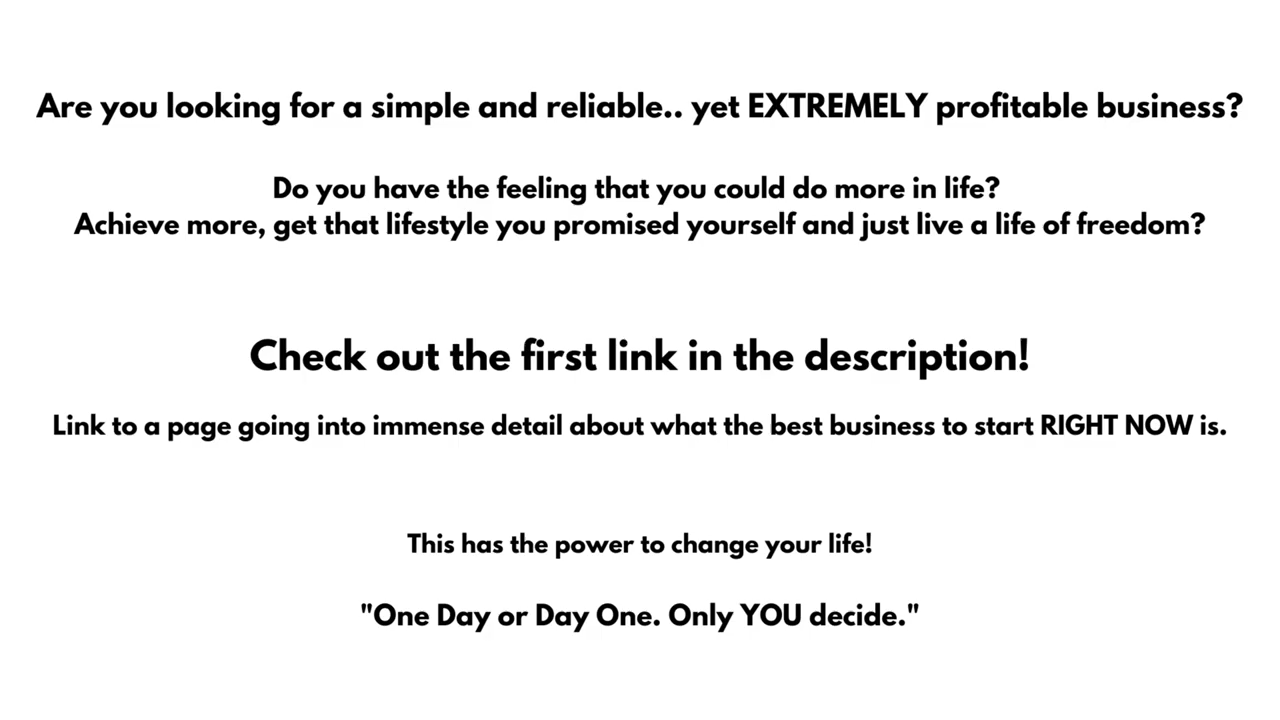 Are you looking for a simple and reliable.. yet EXTREMELY profitable business?
Do you have the feeling that you could do more in life?
Achieve more, get that lifestyle you promised yourself and just live a life of freedom?
Check out the first link in the description!
Link to a page going into immense detail about what the best business to start RIGHT NOW is.
This has the power to change your life!
"One Day or Day One. Only YOU decide."